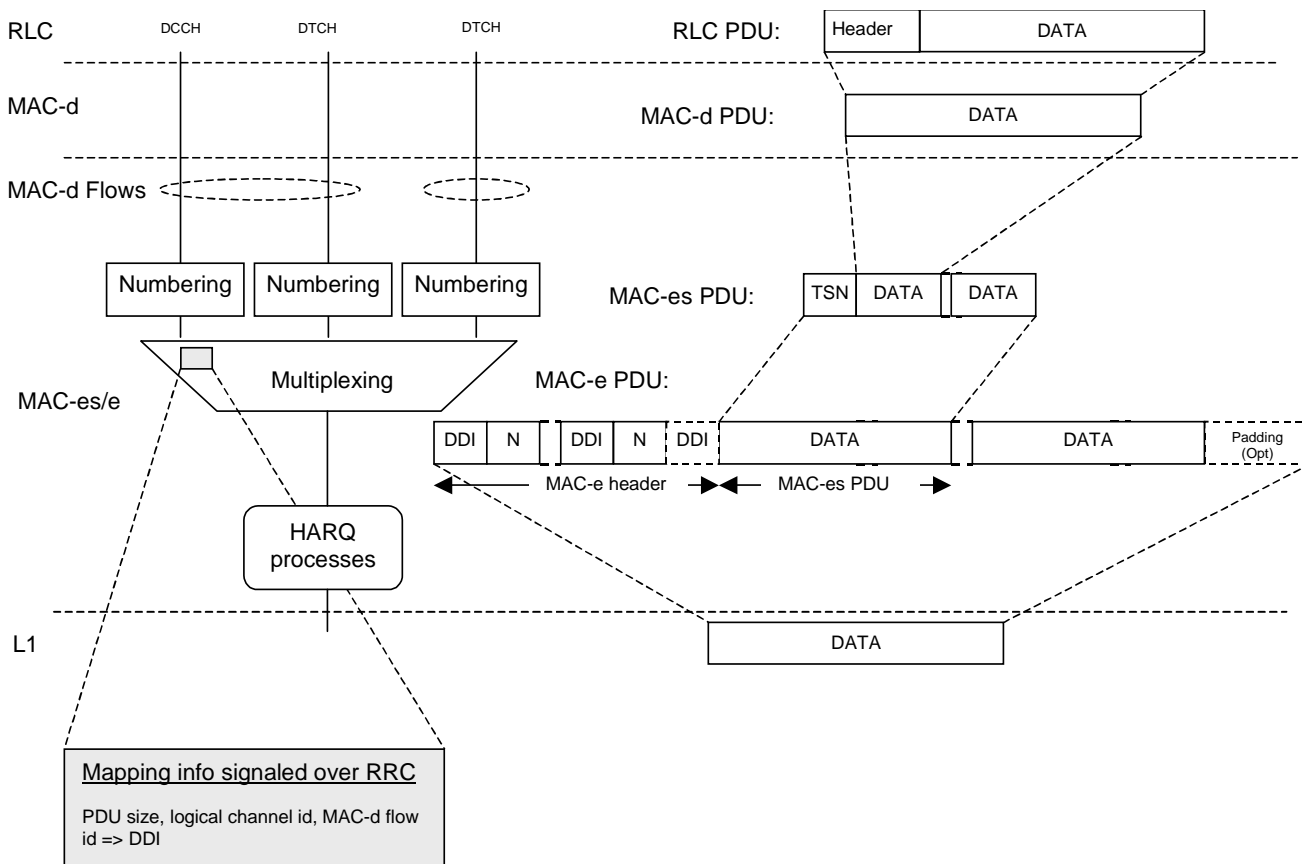 RLC DCCH DTCH DTCH RLC PDU: Header DATA
MAC-d MAC-d PDU: DATA
MAC-d Flows
Numbering Numbering Numbering MAC-es PDU: TSN DATA DATA
Multiplexing MAC-e PDU:
MAC-es/e
DDI N DDI N DDI DATA DATA Padding
(Opt)
MAC-e header MAC-es PDU
HARQ
processes
L1 DATA
Mapping info signaled over RRC
PDU size, logical channel id, MAC-d flow
id => DDI